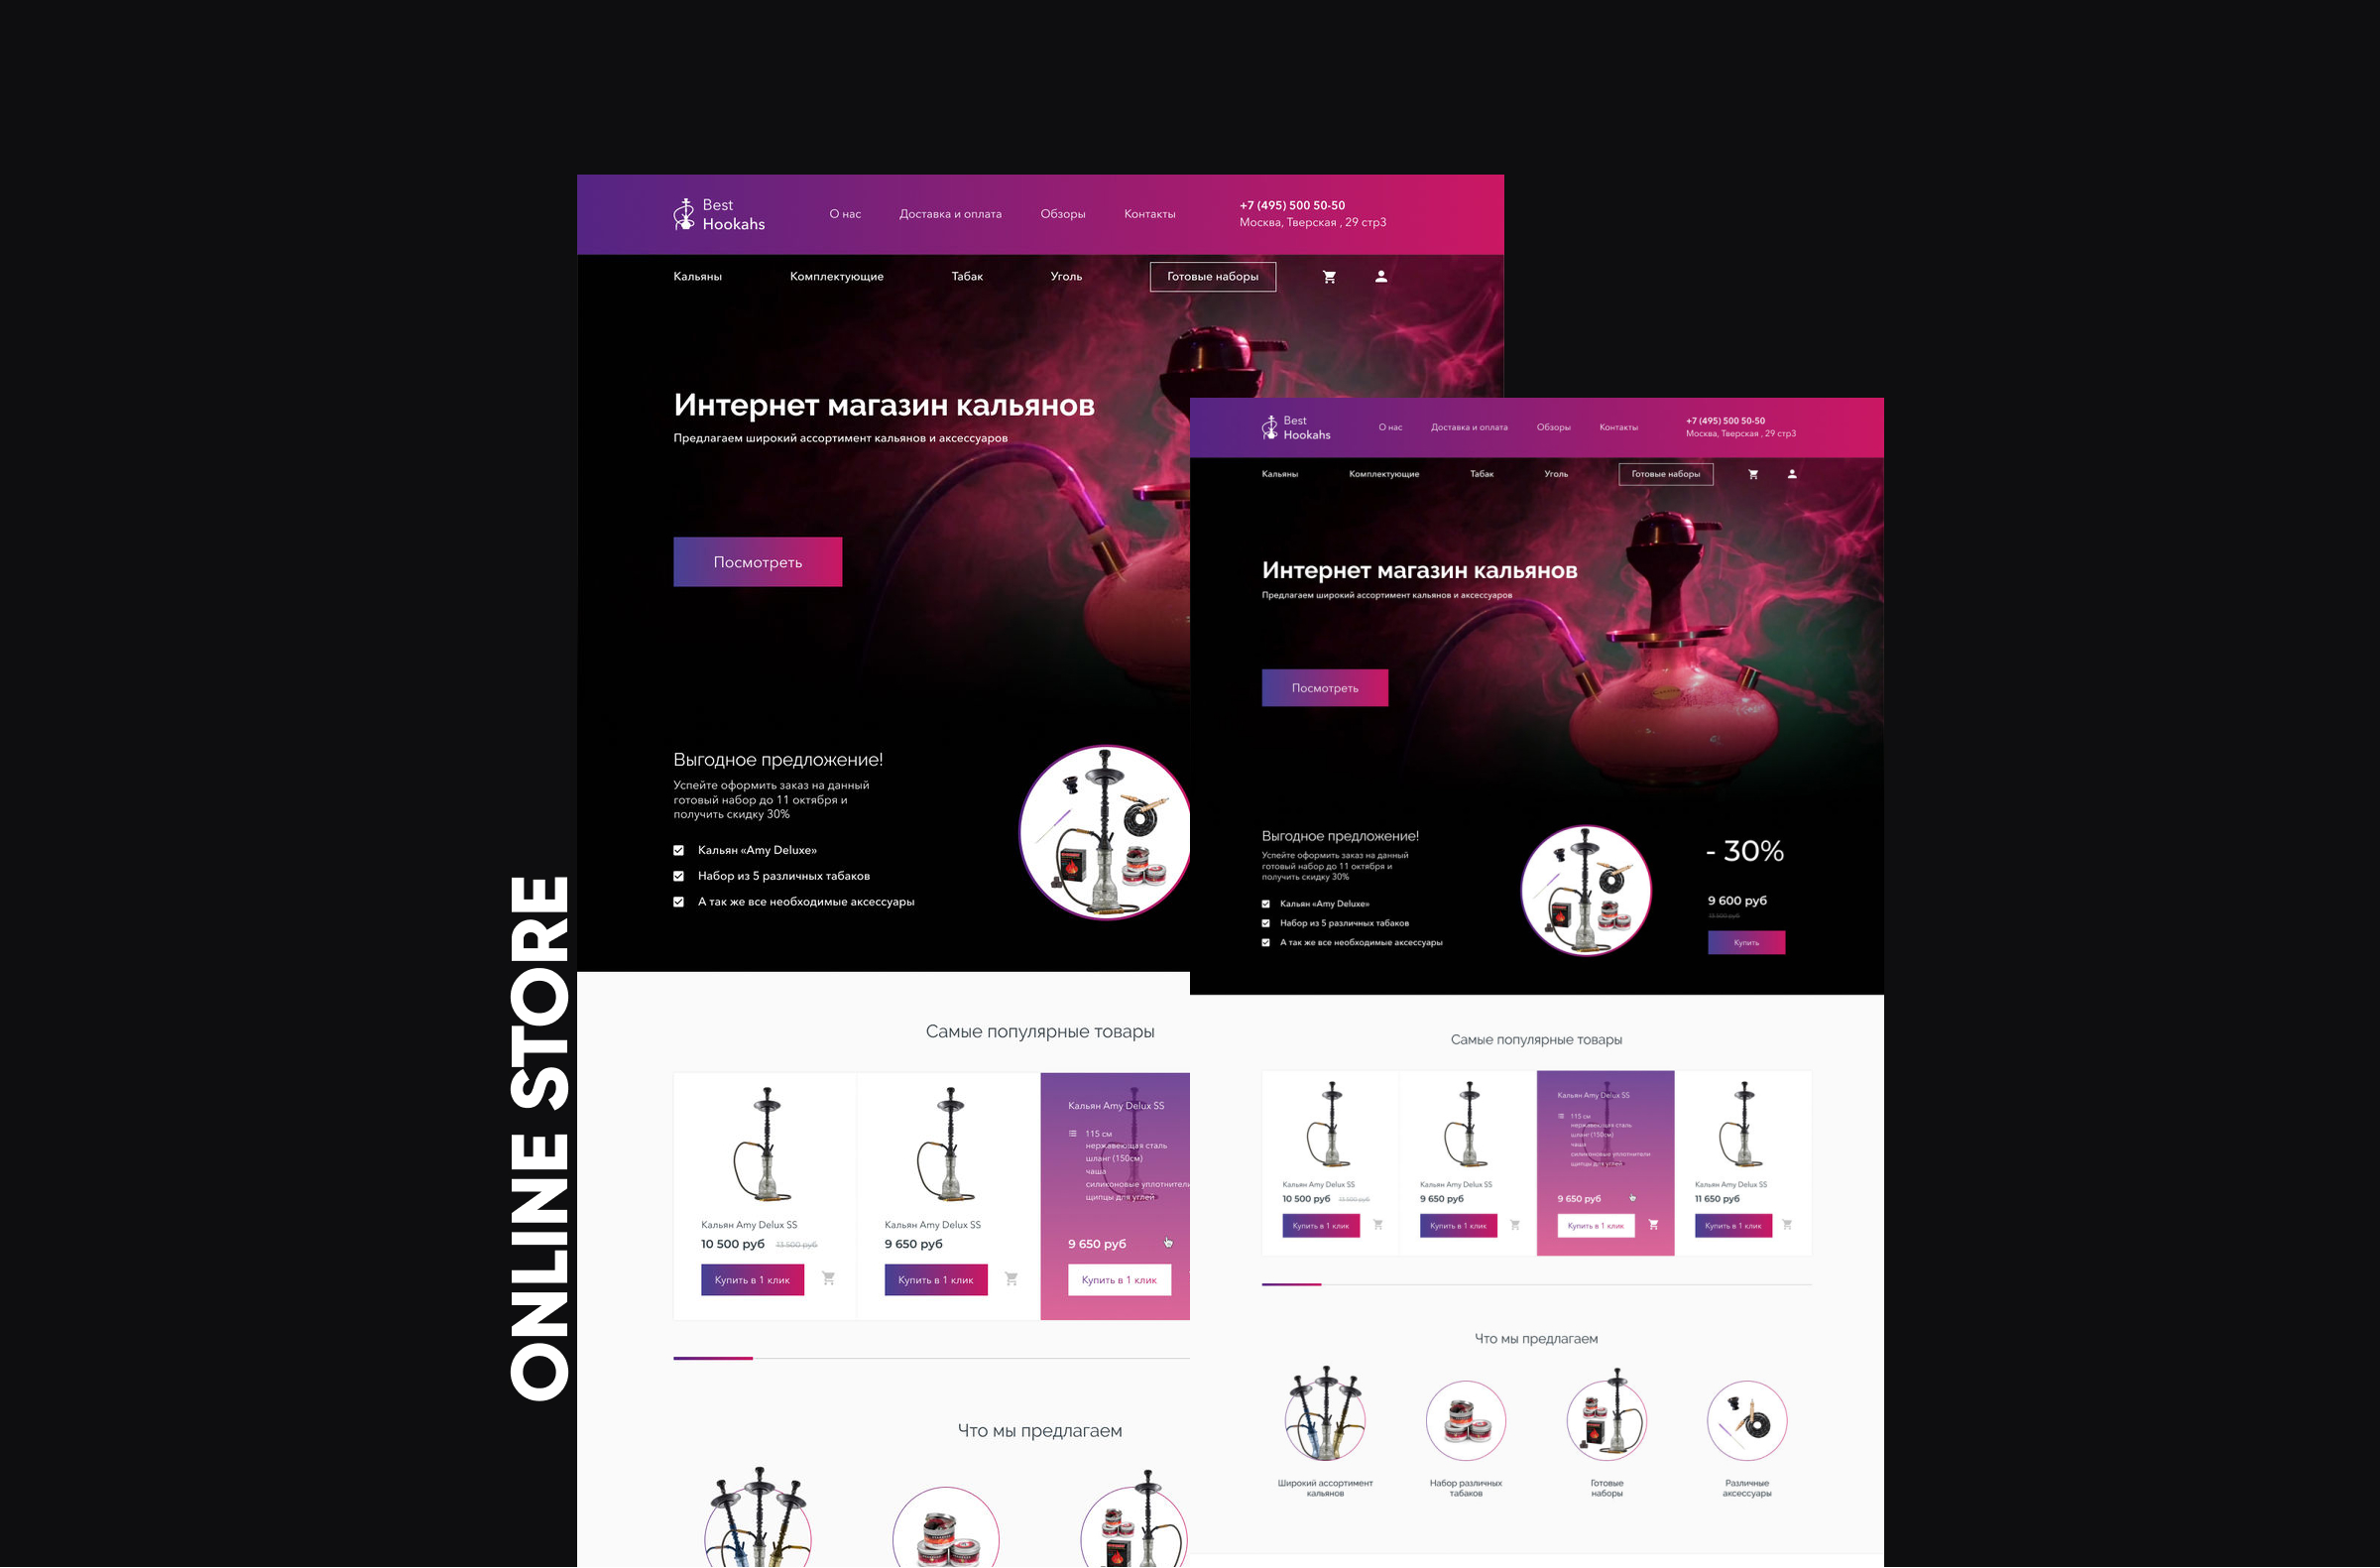 ONLINE STORE
Best
Hookahs
О нас Доставка и оплата Обзоры Контакты
+7 (495) 500 50-50
Москва, Тверская , 29 стр3
Кальяны Комплектующие Табак Уголь Готовые наборы
Интернет магазин кальянов
Предлагаем широкий ассортимент кальянов и аксессуаров
Посмотреть
Выгодное предложение!
Успейте оформить заказ на данный
готовый набор до 11 октября и
получить скидку 30%
Кальян «Amy Deluxe»
Набор из 5 различных табаков
А так же все необходимые аксессуары
Самые популярные товары
Кальян Amy Delux SS
10 500 руб 13 500 руб
Купить в 1 клик
Кальян Amy Delux SS
9 650 руб
Купить в 1 клик
Кальян Amy Delux SS
115 см
нержавеющая сталь
шланг (150см)
чаша
силиконовые уплотнители
щипцы для углей
9 650 руб
Купить в 1 клик
Что мы предлагаем
Best
Hookahs
О нас Доставка и оплата Обзоры Контакты
+7 (495) 500 50-50
Москва, Тверская , 29 стр3
Кальяны Комплектующие Табак Уголь Готовые наборы
Интернет магазин кальянов
Предлагаем широкий ассортимент кальянов и аксессуаров
Посмотреть
Выгодное предложение!
Успейте оформить заказ на данный
готовый набор до 11 октября и
получить скидку 30%
Кальян «Amy Deluxe»
Набор из 5 различных табаков
А так же все необходимые аксессуары
- 30%
9 600 руб
13 500 руб
Купить
Самые популярные товары
Кальян Amy Delux SS
10 500 руб 13 500 руб
Купить в 1 клик
Кальян Amy Delux SS
9 650 руб
Купить в 1 клик
Кальян Amy Delux SS
115 см
нержавеющая сталь
шланг (150см)
чаша
силиконовые уплотнители
щипцы для углей
9 650 руб
Купить в 1 клик
Кальян Amy Delux SS
11 650 руб
Купить в 1 клик
Что мы предлагаем
Широкий ассортимент
кальянов
Набор различных
табаков
Готовые
наборы
Различные
аксессуары